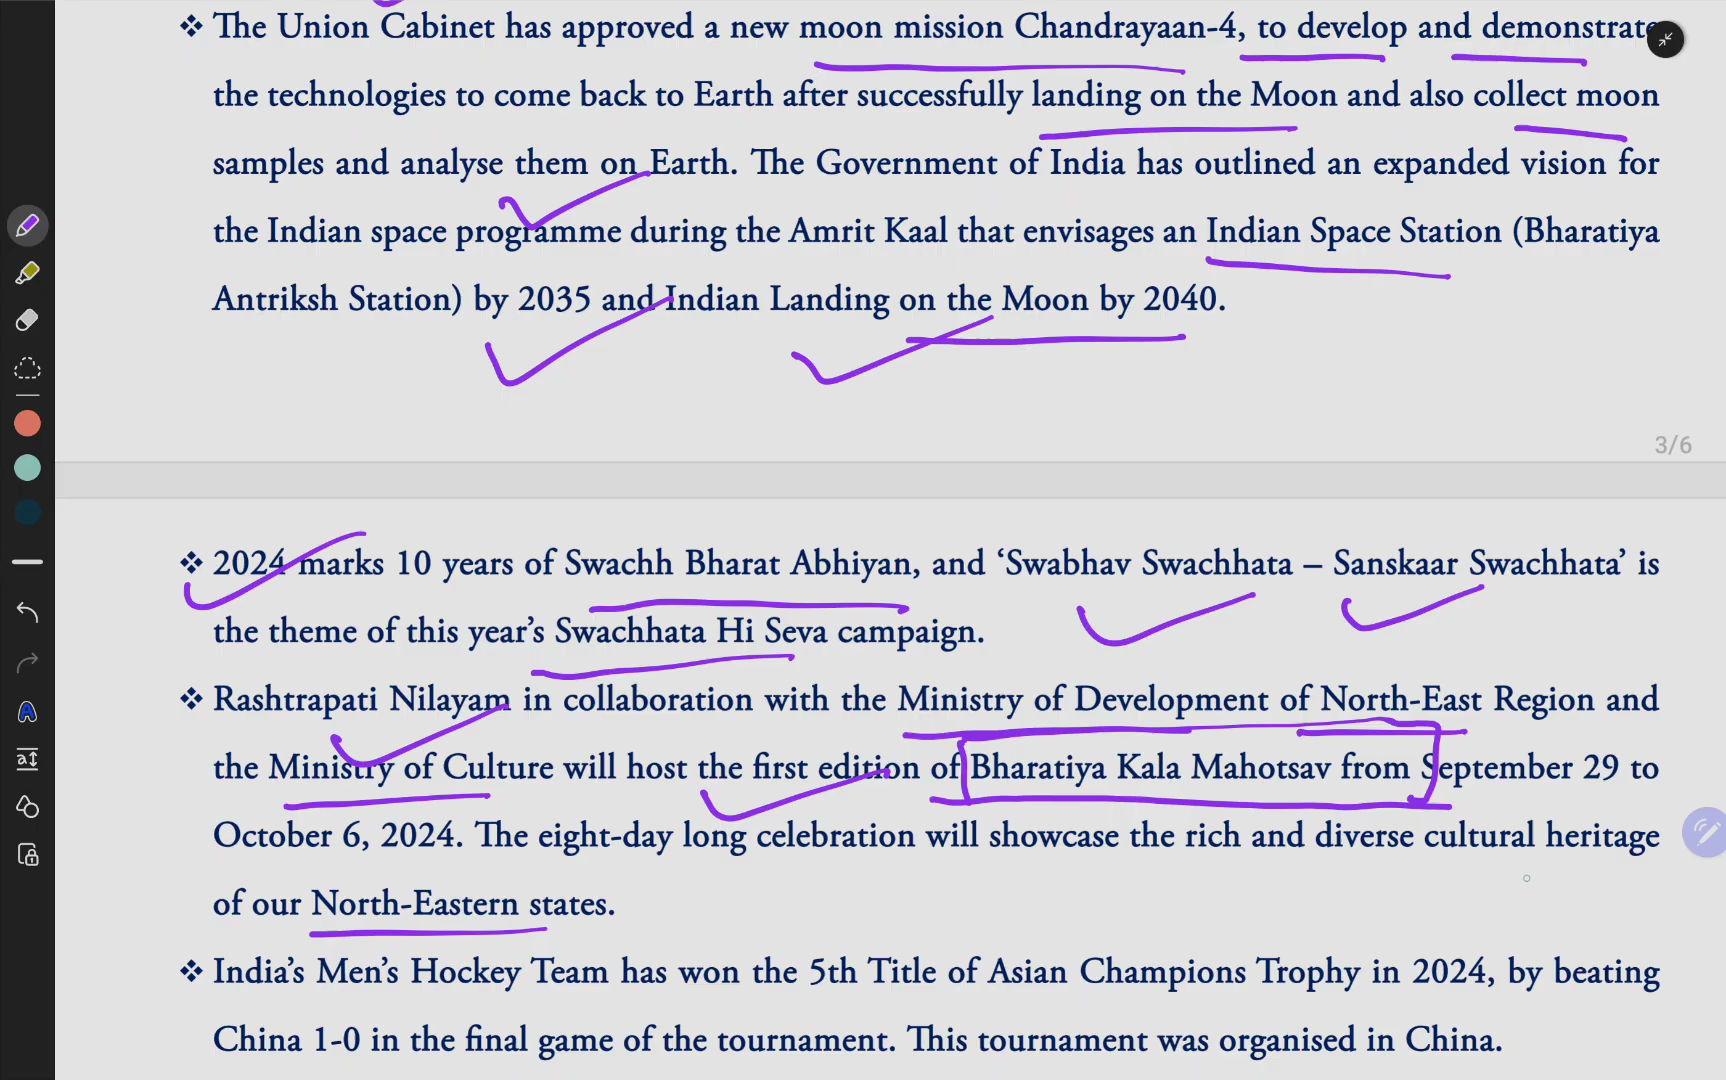 ❖ The Union Cabinet has approved a new moon mission Chandrayaan-4, to develop and demonstrate
the technologies to come back to Earth after successfully landing on the Moon and also collect moon
samples and analyse them on Earth. The Government of India has outlined an expanded vision for
the Indian space programme during the Amrit Kaal that envisages an Indian Space Station (Bharatiya
Antriksh Station) by 2035 and Indian Landing on the Moon by 2040.
3/6
❖ 2024 marks 10 years of Swachh Bharat Abhiyan, and ‘Swabhav Swachhata – Sanskaar Swachhata’ is
the theme of this year’s Swachhata Hi Seva campaign.
❖ Rashtrapati Nilayam in collaboration with the Ministry of Development of North-East Region and
the Ministry of Culture will host the first edition of Bharatiya Kala Mahotsav from September 29 to
October 6, 2024. The eight-day long celebration will showcase the rich and diverse cultural heritage
of our North-Eastern states.
❖ India’s Men’s Hockey Team has won the 5th Title of Asian Champions Trophy in 2024, by beating
China 1-0 in the final game of the tournament. This tournament was organised in China.